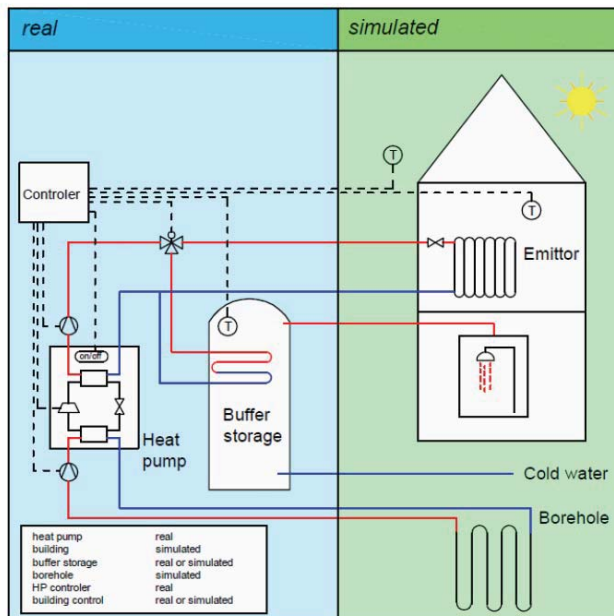 real
simulated
T
Controler
T
Emittor
T
on/off
Buffer
storage
Heat
pump
Cold water
Borehole
heat pump real
building simulated
buffer storage real or simulated
borehole simulated
HP controler real
building control real or simulated